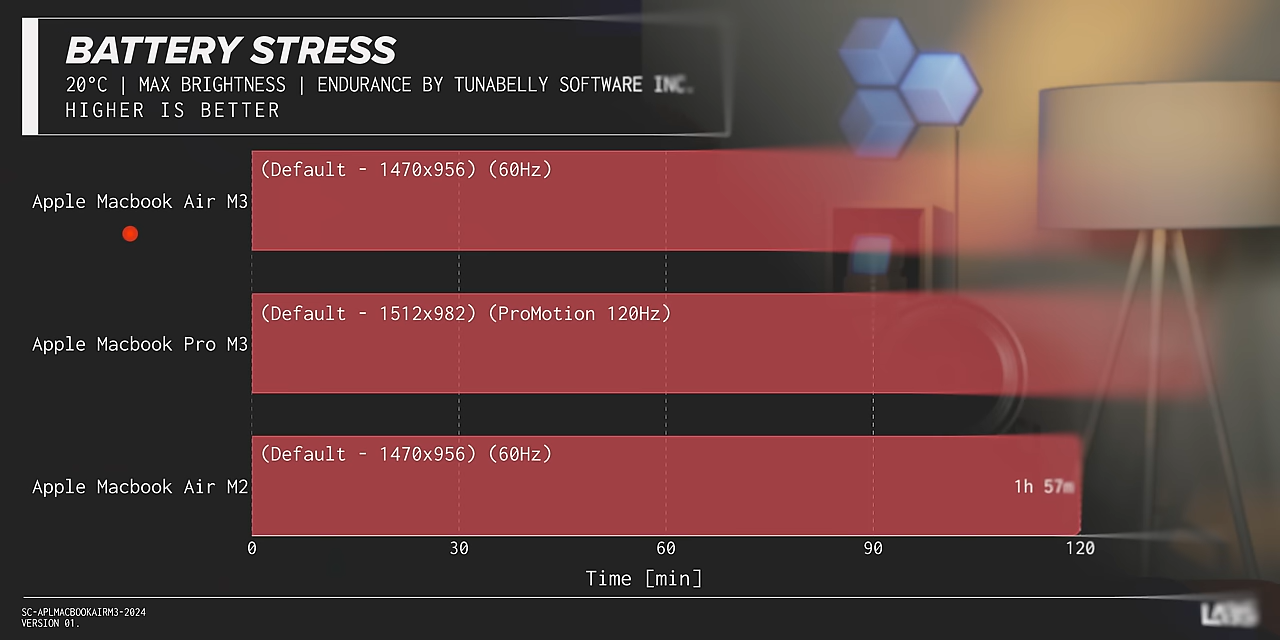 BATTERY STRESS
20°C | MAX BRIGHTNESS | ENDURANCE BY TUNABELLY SOFTWARE INC.
HIGHER IS BETTER
(Default - 1470x956) (60Hz)
Apple Macbook Air M3
(Default - 1512x982) (ProMotion 120Hz)
Apple Macbook Pro M3
(Default - 1470x956) (60Hz)
Apple Macbook Air M2
1h 57m
0 30 60 90 120
Time [min]
SC-APLMACBOOKAIRM3-2024
VERSION 01.
LABS